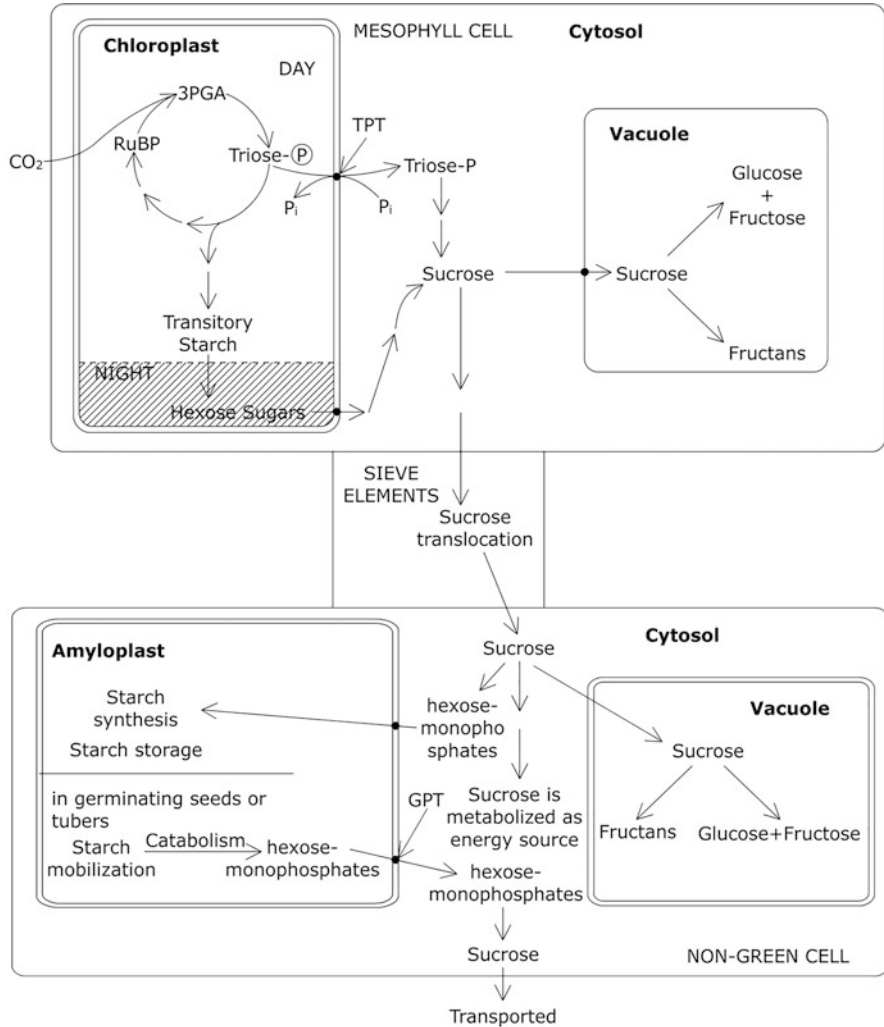 MESOPHYLL CELL
Cytosol
Chloroplast
DAY
3PGA
RuBP
CO₂
Triose-Ⓟ
TPT
Triose-P
Pᵢ
Pᵢ
Sucrose
Transitory
Starch
NIGHT
Hexose Sugars
Vacuole
Glucose
+
Fructose
Sucrose
Fructans
SIEVE
ELEMENTS
Sucrose
translocation
Cytosol
Amyloplast
Sucrose
Starch
synthesis
Starch storage
hexose-
monopho
sphates
in germinating seeds or
tubers
Starch
mobilization
Catabolism
hexose-
monophosphates
GPT
Sucrose is
metabolized as
energy source
hexose-
monophosphates
Sucrose
Transported
Vacuole
Sucrose
Fructans
Glucose+Fructose
NON-GREEN CELL